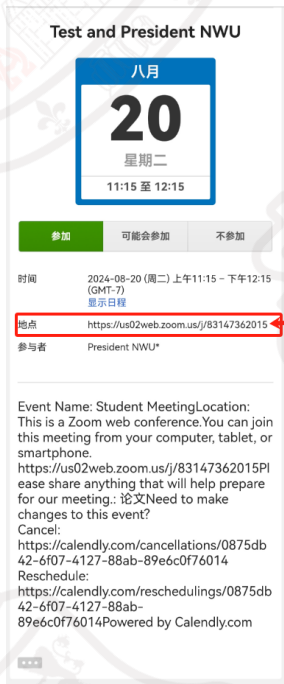 Test and President NWU
八月
20
星期二
11:15 至 12:15
参加 可能会参加 不参加
时间 2024-08-20 (周二) 上午11:15 – 下午12:15
(GMT-7)
显示日程
地点 https://us02web.zoom.us/j/83147362015
参与者 President NWU*
Event Name: Student MeetingLocation:
This is a Zoom web conference.You can join
this meeting from your computer, tablet, or
smartphone.
https://us02web.zoom.us/j/83147362015Pl
ease share anything that will help prepare
for our meeting.: 论文Need to make
changes to this event?
Cancel:
https://calendly.com/cancellations/0875db
42-6f07-4127-88ab-89e6c0f76014
Reschedule:
https://calendly.com/reschedulings/0875db
42-6f07-4127-88ab-
89e6c0f76014Powered by Calendly.com